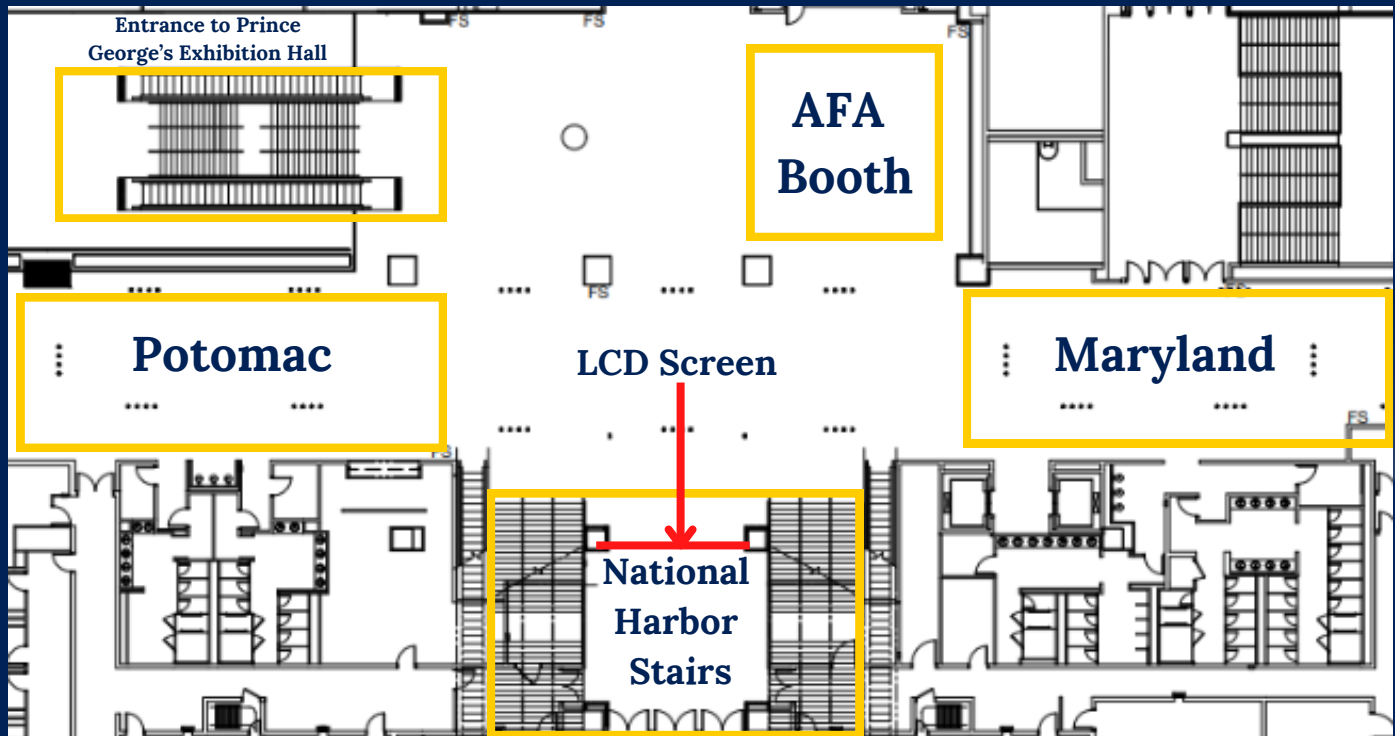 Entrance to Prince
George's Exhibition Hall
FS
FS
FS
AFA
Booth
FS
FS
Potomac
LCD Screen
Maryland
FS
FS
National
Harbor
Stairs